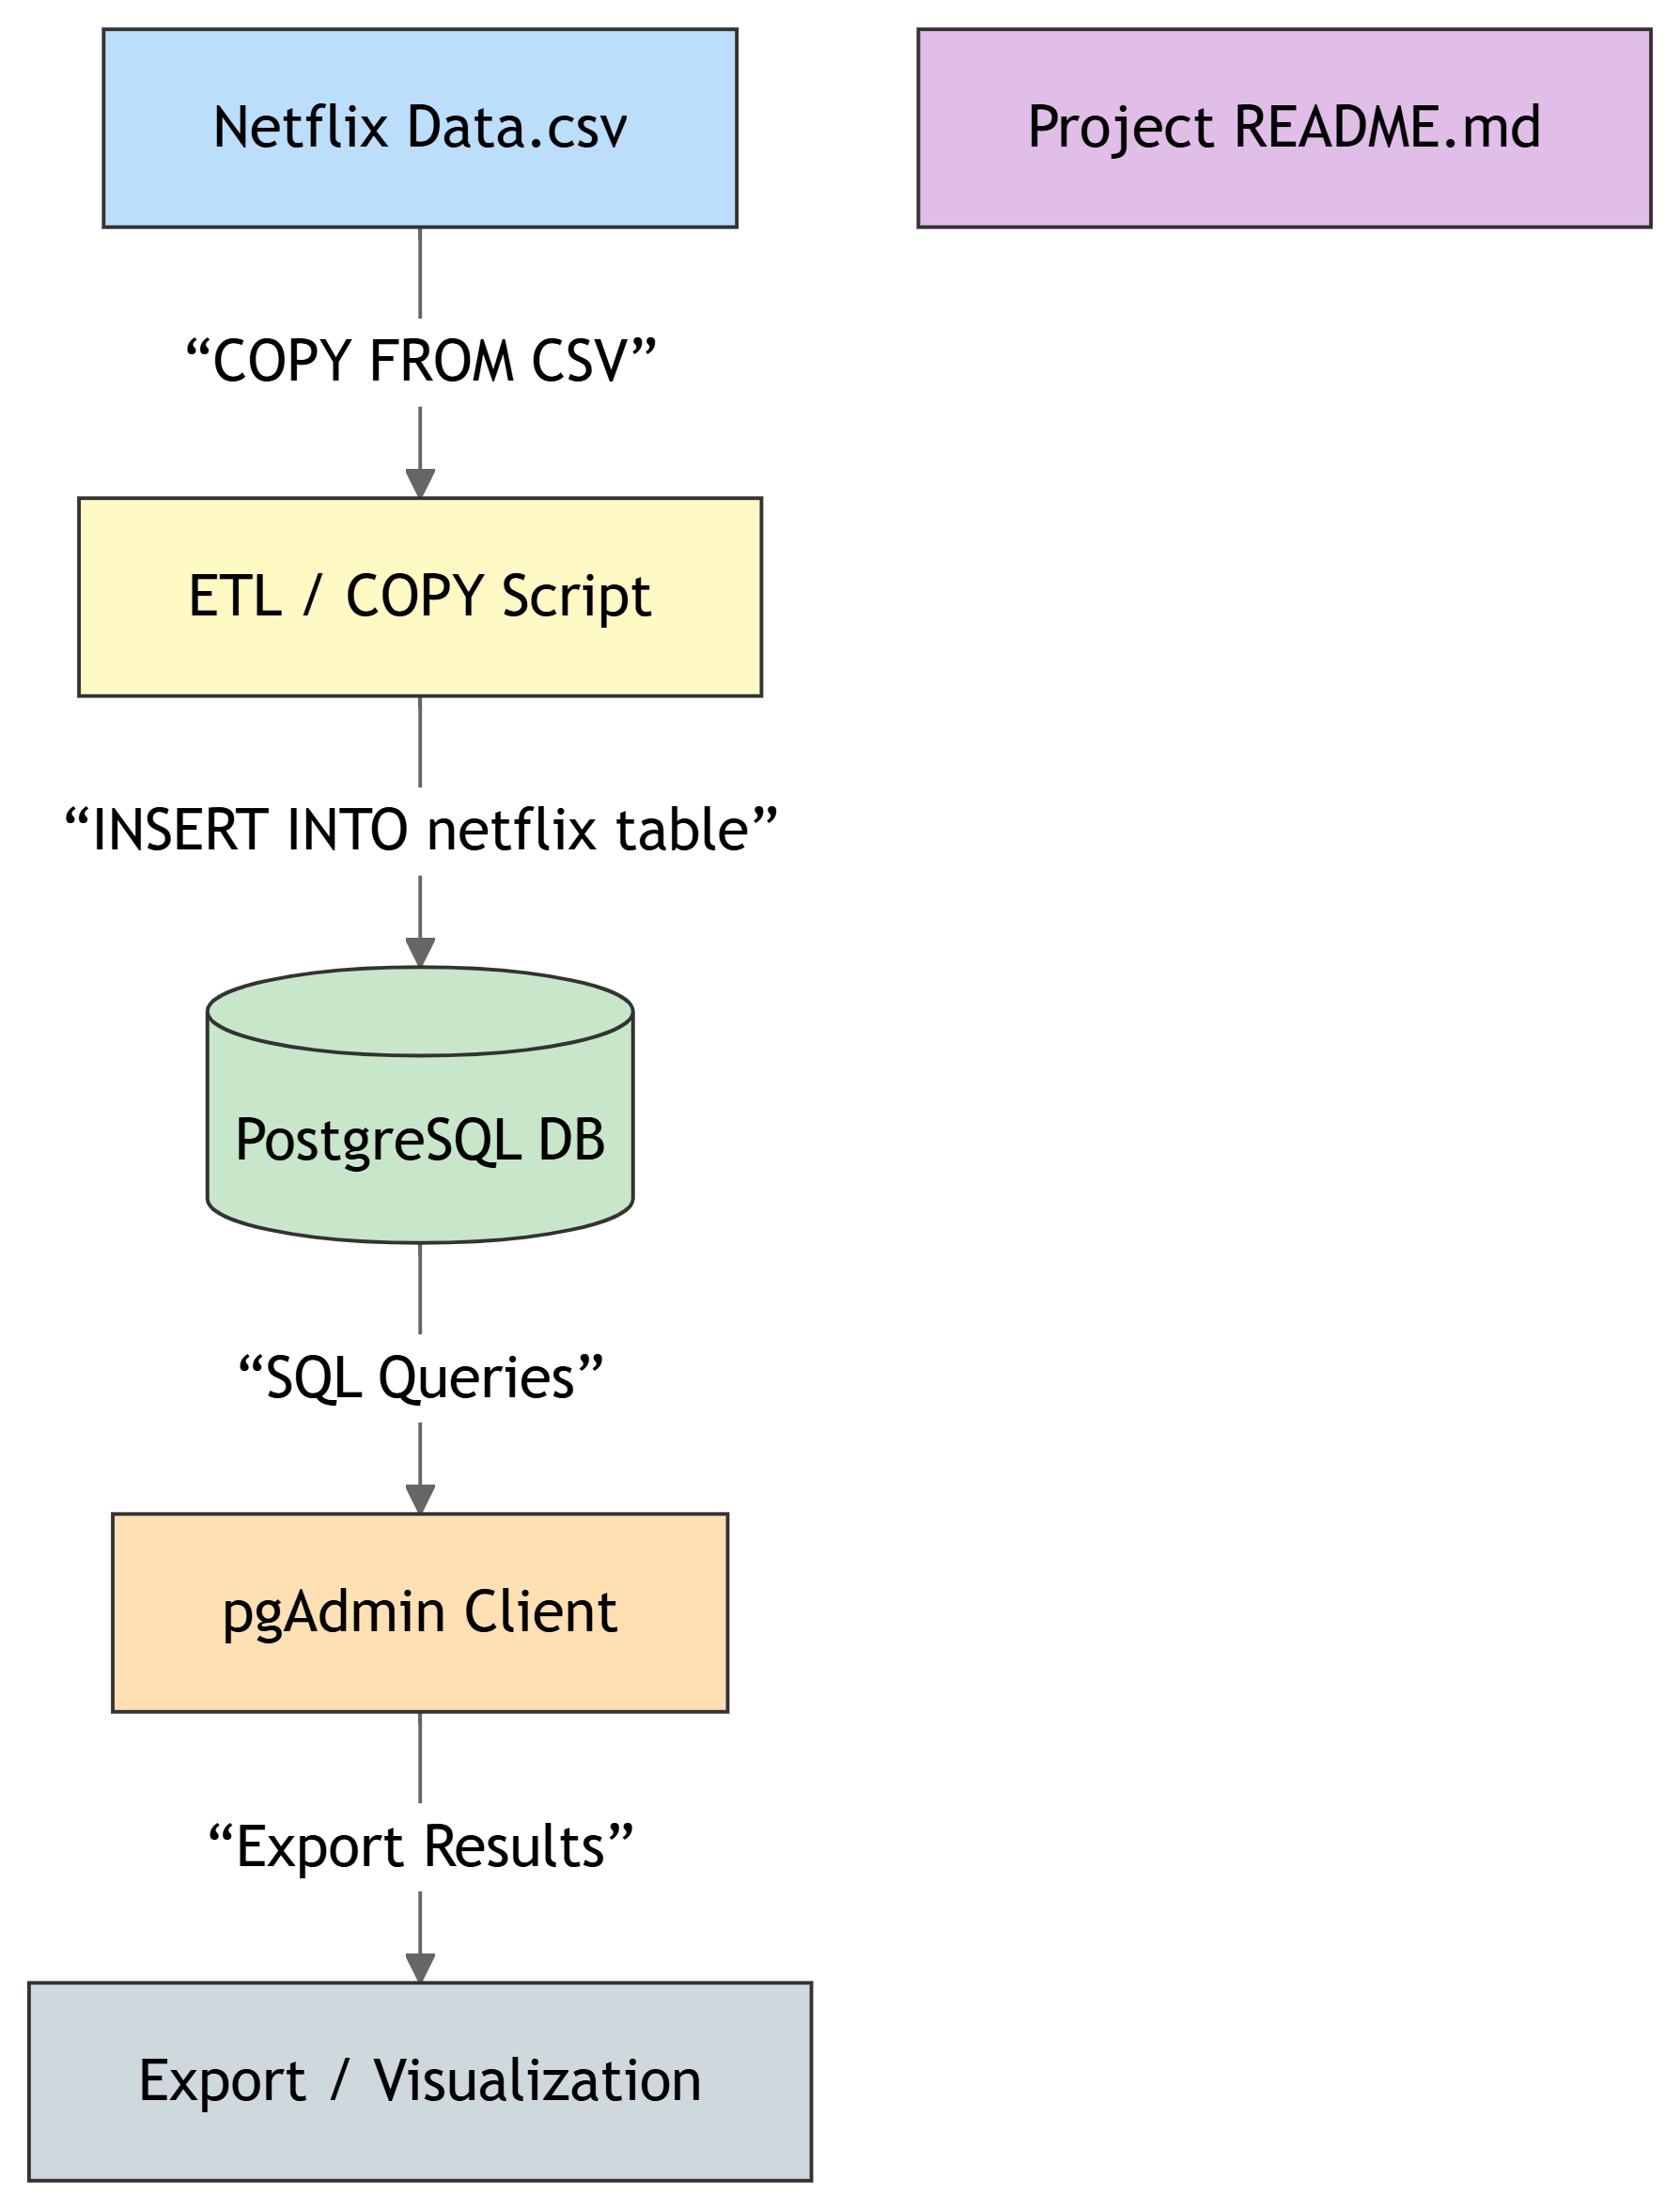 Netflix Data.csv
Project README.md
“COPY FROM CSV”
ETL / COPY Script
“INSERT INTO netflix table”
PostgreSQL DB
“SQL Queries”
pgAdmin Client
“Export Results”
Export / Visualization